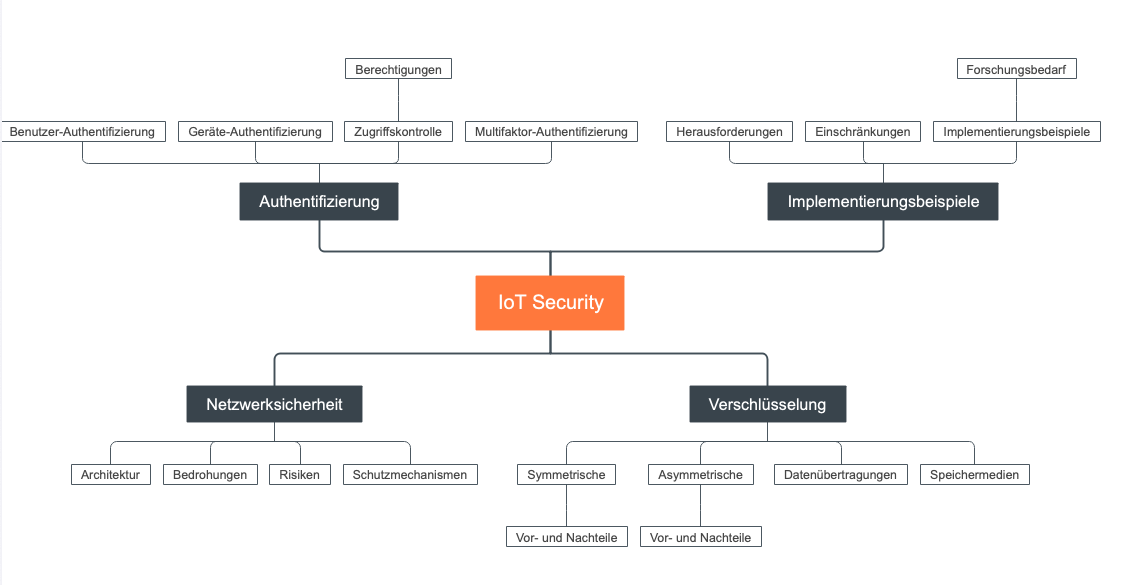 Berechtigungen
Forschungsbedarf
Benutzer-Authentifizierung
Geräte-Authentifizierung
Zugriffskontrolle
Multifaktor-Authentifizierung
Herausforderungen
Einschränkungen
Implementierungsbeispiele
Authentifizierung
Implementierungsbeispiele
IoT Security
Netzwerksicherheit
Verschlüsselung
Architektur
Bedrohungen
Risiken
Schutzmechanismen
Symmetrische
Asymmetrische
Datenübertragungen
Speichermedien
Vor- und Nachteile
Vor- und Nachteile